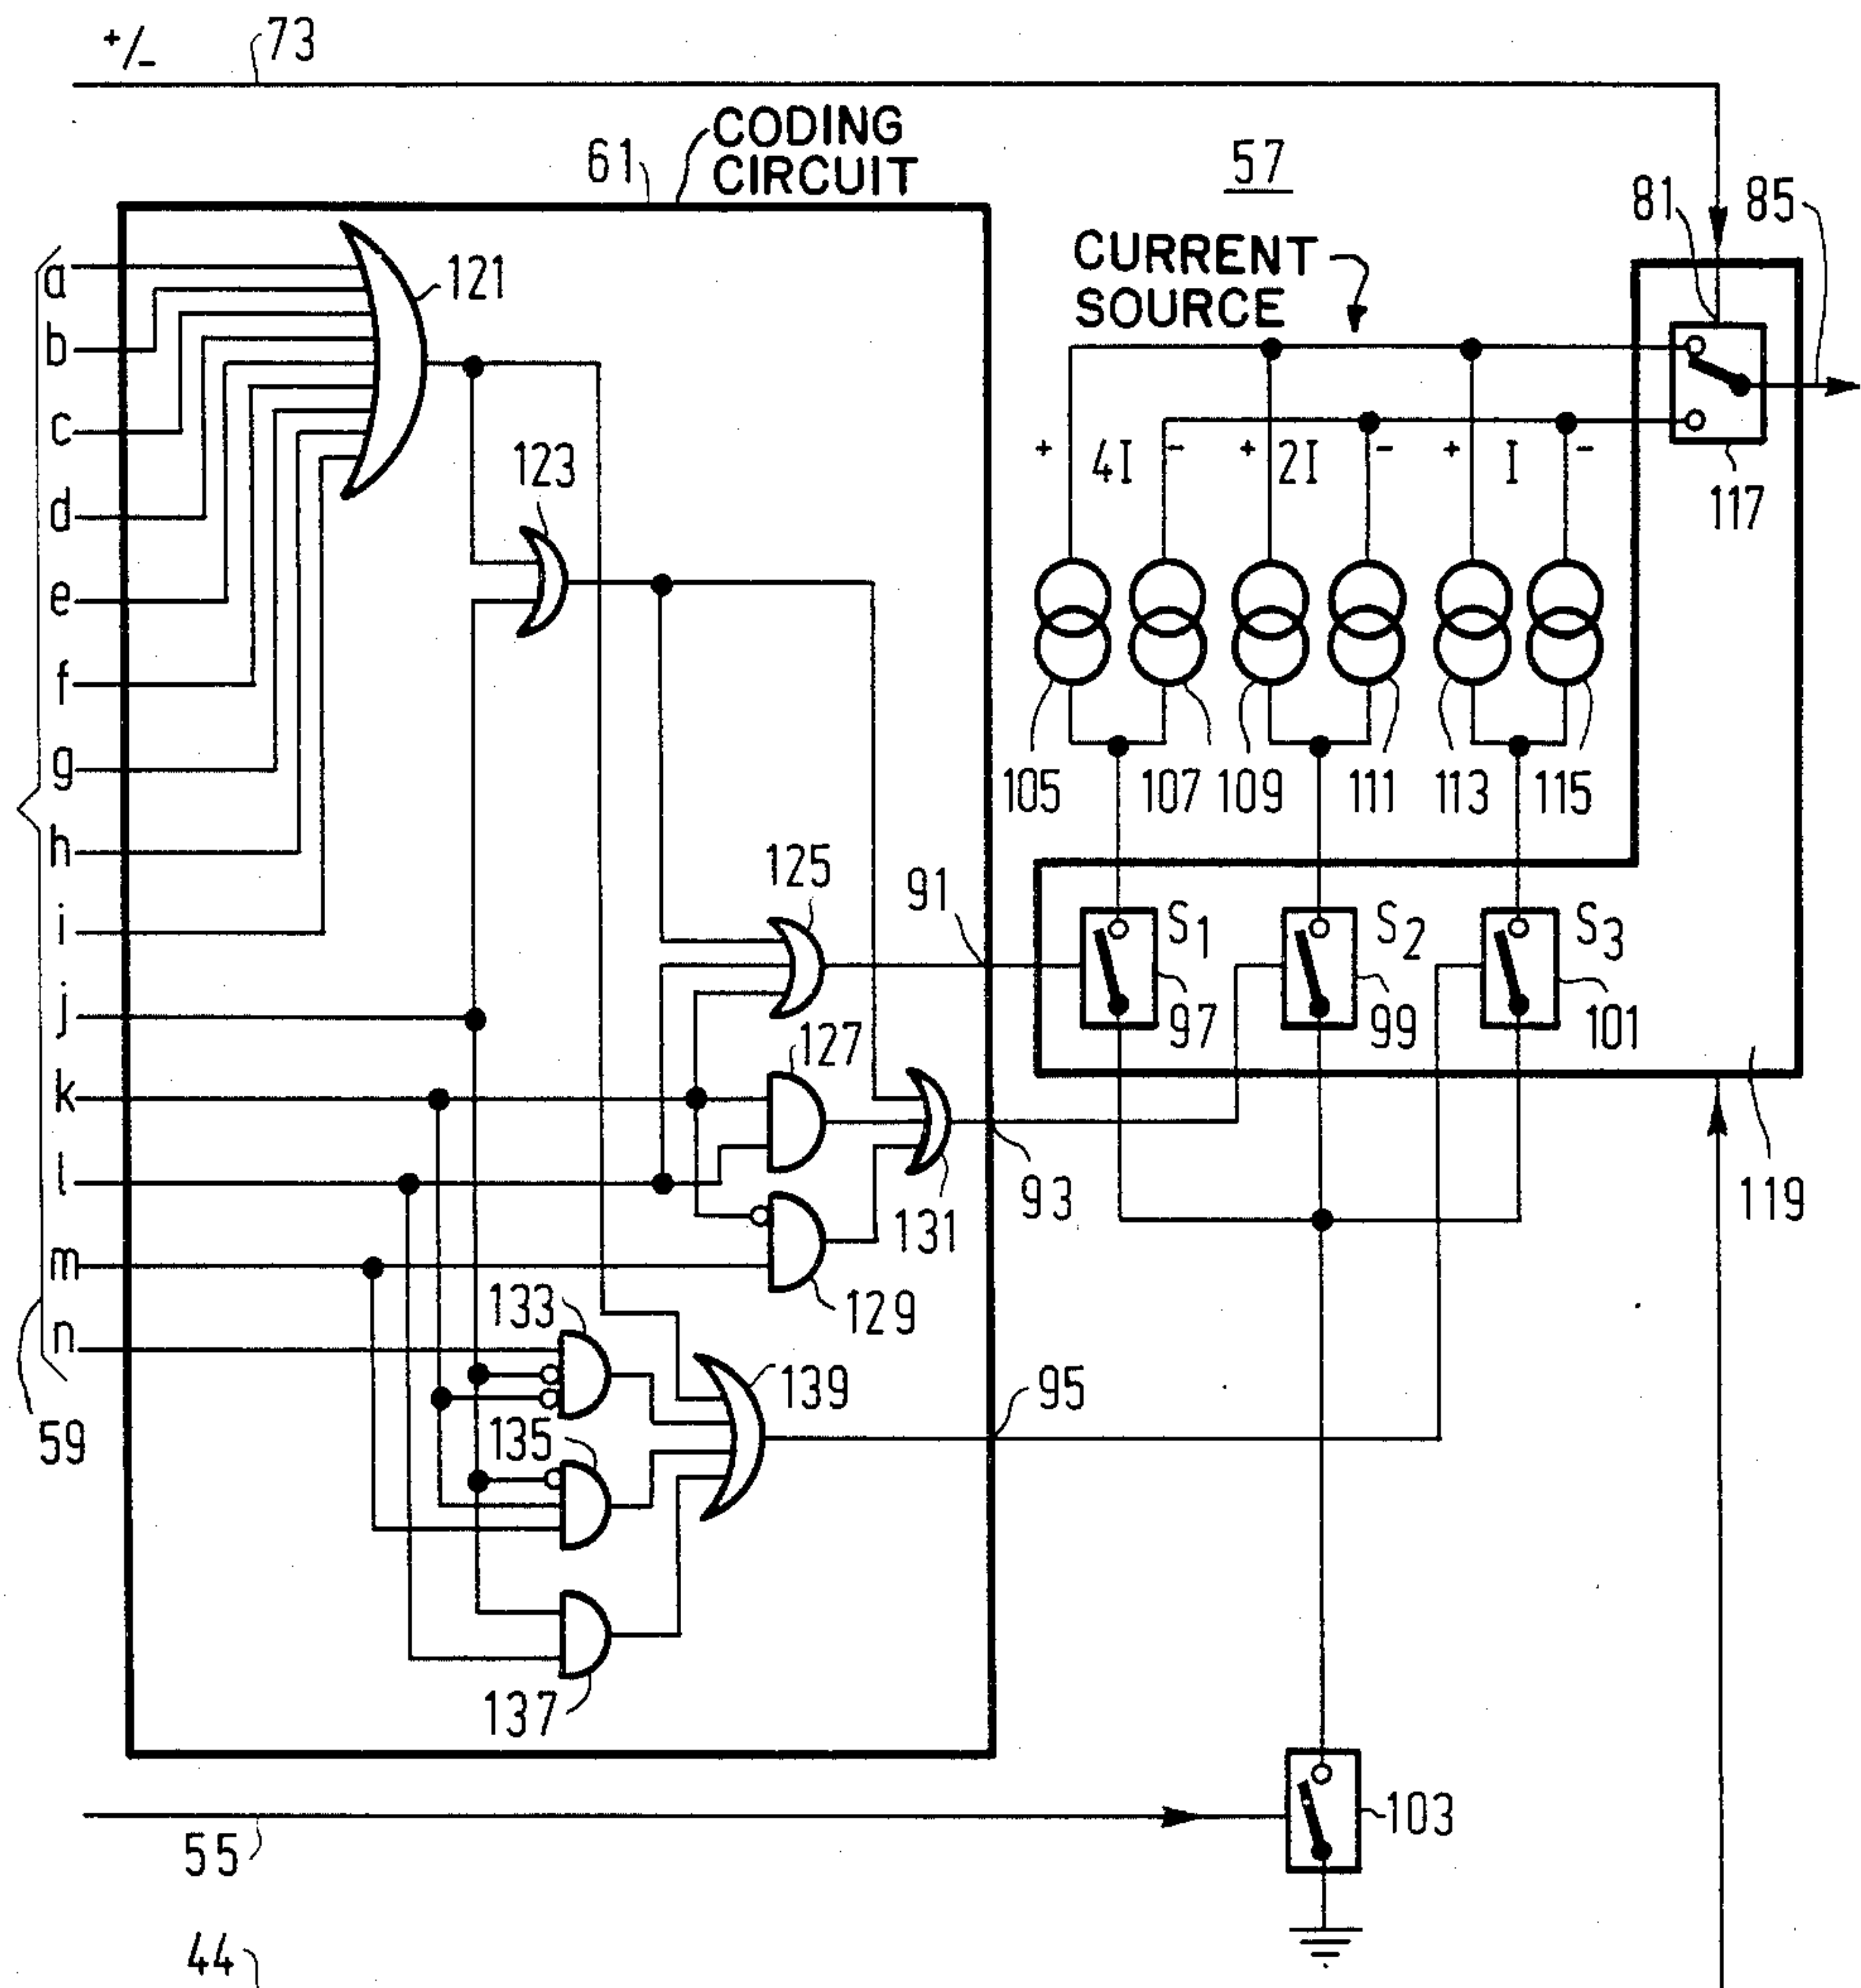 +/-
73
CODING
CIRCUIT
61
57
81
85
CURRENT
SOURCE
a
121
b
c
+ 4I - + 2I - + I -
117
123
d
e
f
g
105 107 109 111 113 115
h
125
91
i
S1
S2
S3
j
97
99
101
127
k
l
93
119
131
m
133
129
n
139
95
59
135
137
103
55
44